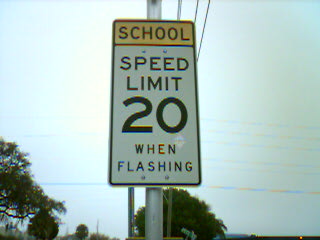 SCHOOL
SPEED
LIMIT
20
WHEN
FLASHING